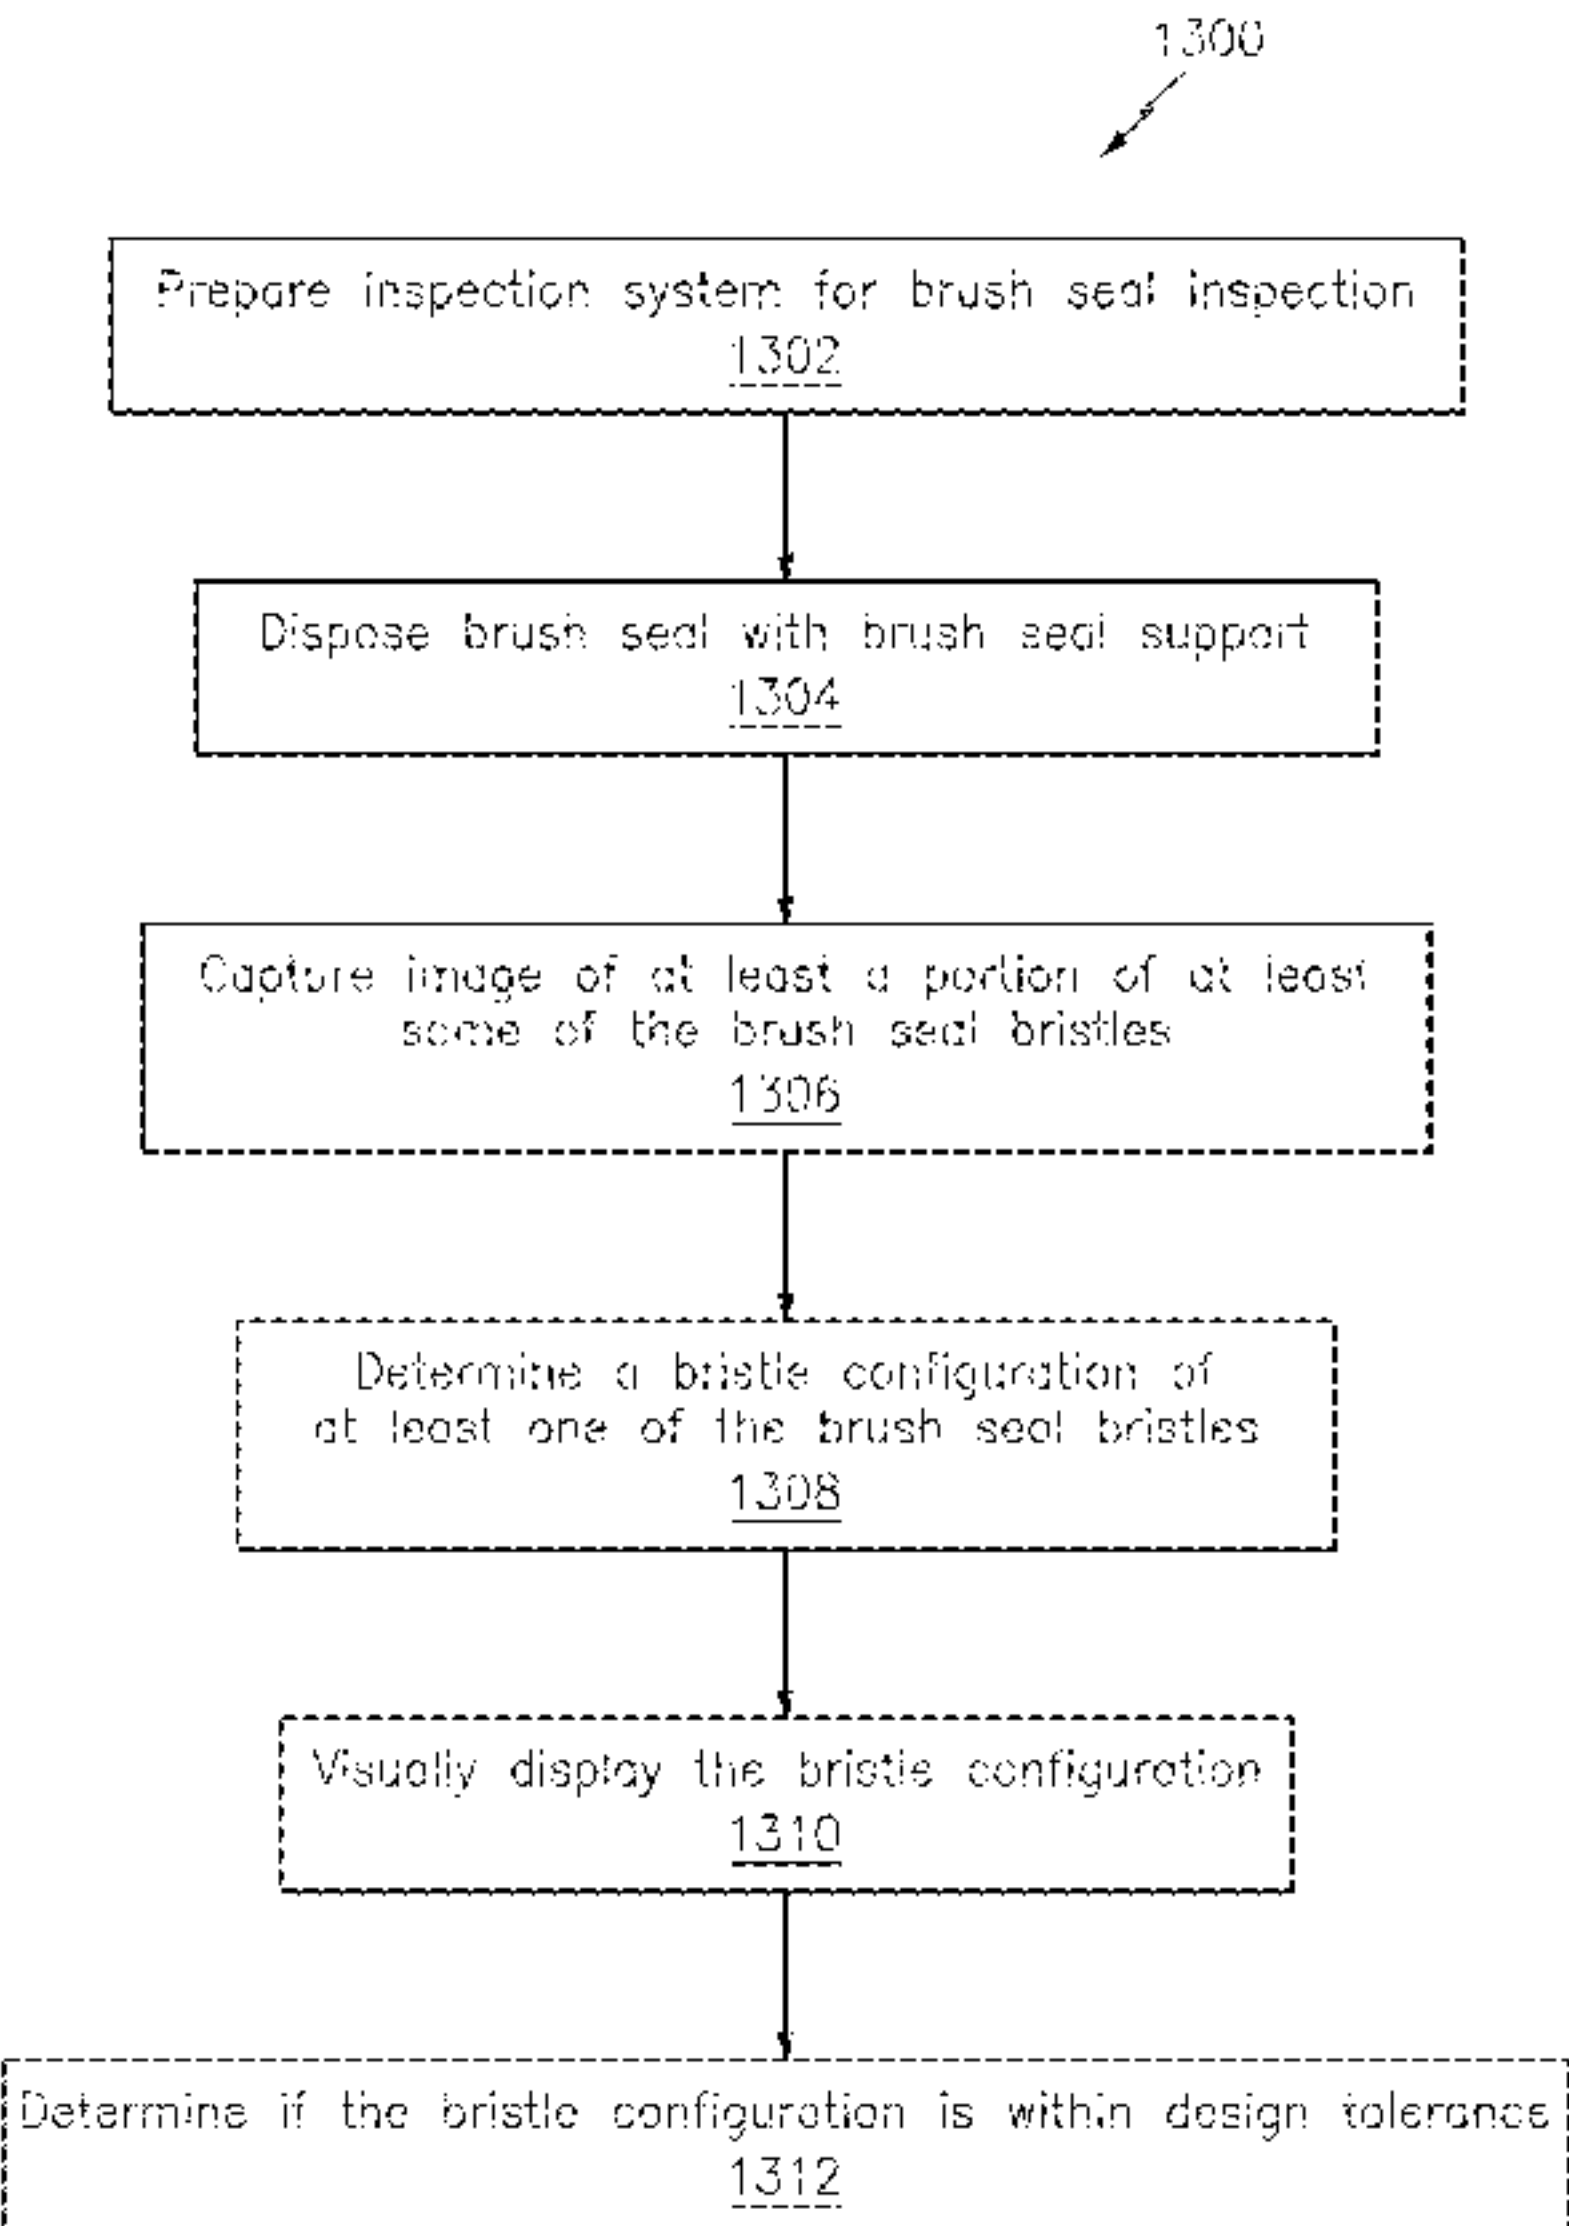 1300
Prepare inspection system for brush seal inspection
1302
Dispose brush seal with brush seal support
1304
Capture image of at least a portion of at least
some of the brush seal bristles
1306
Determine a bristle configuration of
at least one of the brush seal bristles
1308
Visually display the bristle configuration
1310
Determine if the bristle configuration is within design tolerance
1312